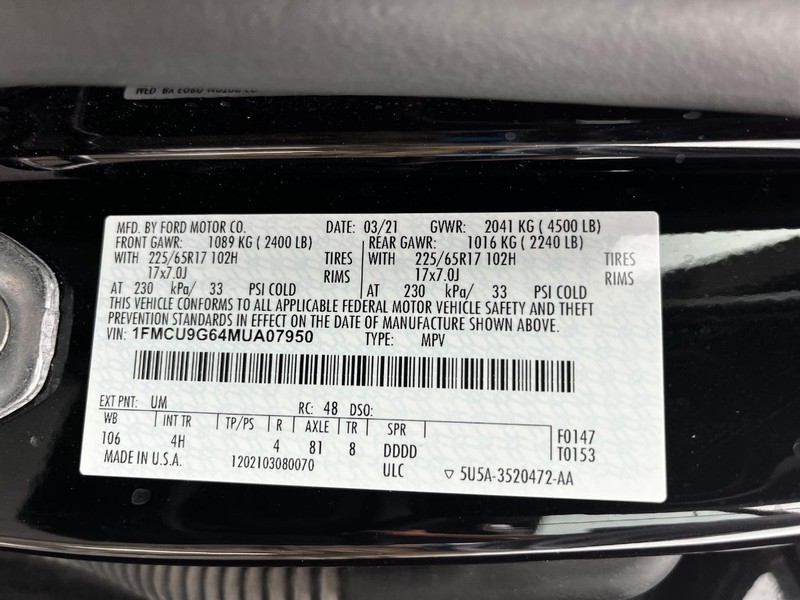 MFD. BY FORD MOTOR CO. DATE: 03/21 GVWR: 2041 KG ( 4500 LB)
FRONT GAWR: 1089 KG ( 2400 LB) REAR GAWR: 1016 KG ( 2240 LB)
WITH 225/65R17 102H TIRES WITH 225/65R17 102H TIRES
17x7.0J RIMS 17x7.0J RIMS
AT 230 kPa/ 33 PSI COLD AT 230 kPa/ 33 PSI COLD
THIS VEHICLE CONFORMS TO ALL APPLICABLE FEDERAL MOTOR VEHICLE SAFETY AND THEFT
PREVENTION STANDARDS IN EFFECT ON THE DATE OF MANUFACTURE SHOWN ABOVE.
VIN: 1FMCU9G64MUA07950 TYPE: MPV
EXT PNT: UM RC: 48 DSO:
WB INT TR TP/PS R AXLE TR SPR
106 4H 4 81 8 DDDD
F0147
T0153
MADE IN U.S.A. 1202103080070 ULC ▽ 5U5A-3520472-AA